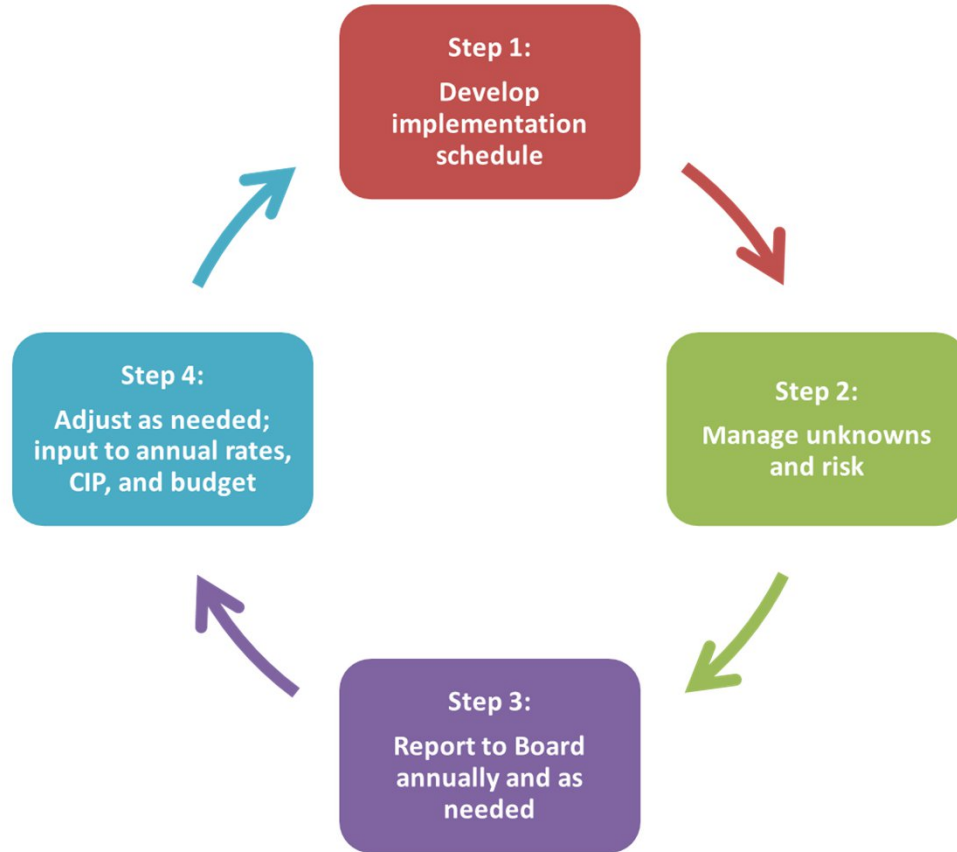 Step 1:
Develop
implementation
schedule
Step 2:
Manage unknowns
and risk
Step 3:
Report to Board
annually and as
needed
Step 4:
Adjust as needed;
input to annual rates,
CIP, and budget